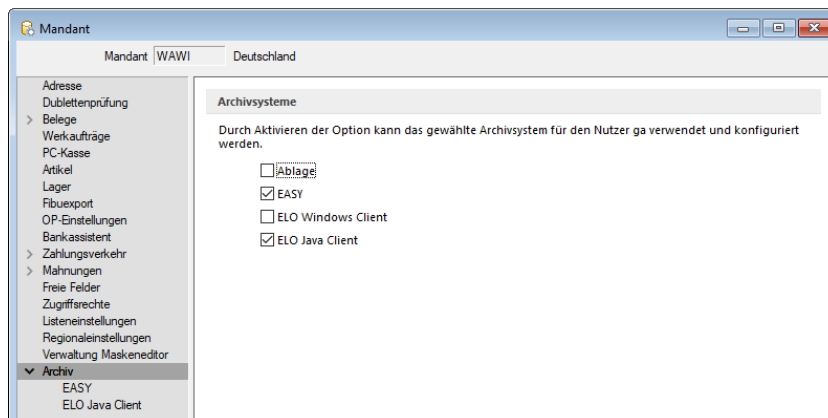 Mandant
Mandant WAWI Deutschland
Adresse
Dublettenprüfung
Belege
Werkaufträge
PC-Kasse
Artikel
Lager
Fibuexport
OP-Einstellungen
Bankassistent
Zahlungsverkehr
Mahnungen
Freie Felder
Zugriffsrechte
Listeneinstellungen
Regionaleinstellungen
Verwaltung Maskeneditor
Archiv
EASY
ELO Java Client
Archivsysteme
Durch Aktivieren der Option kann das gewählte Archivsystem für den Nutzer ga verwendet und konfiguriert
werden.
Ablage
EASY
ELO Windows Client
ELO Java Client